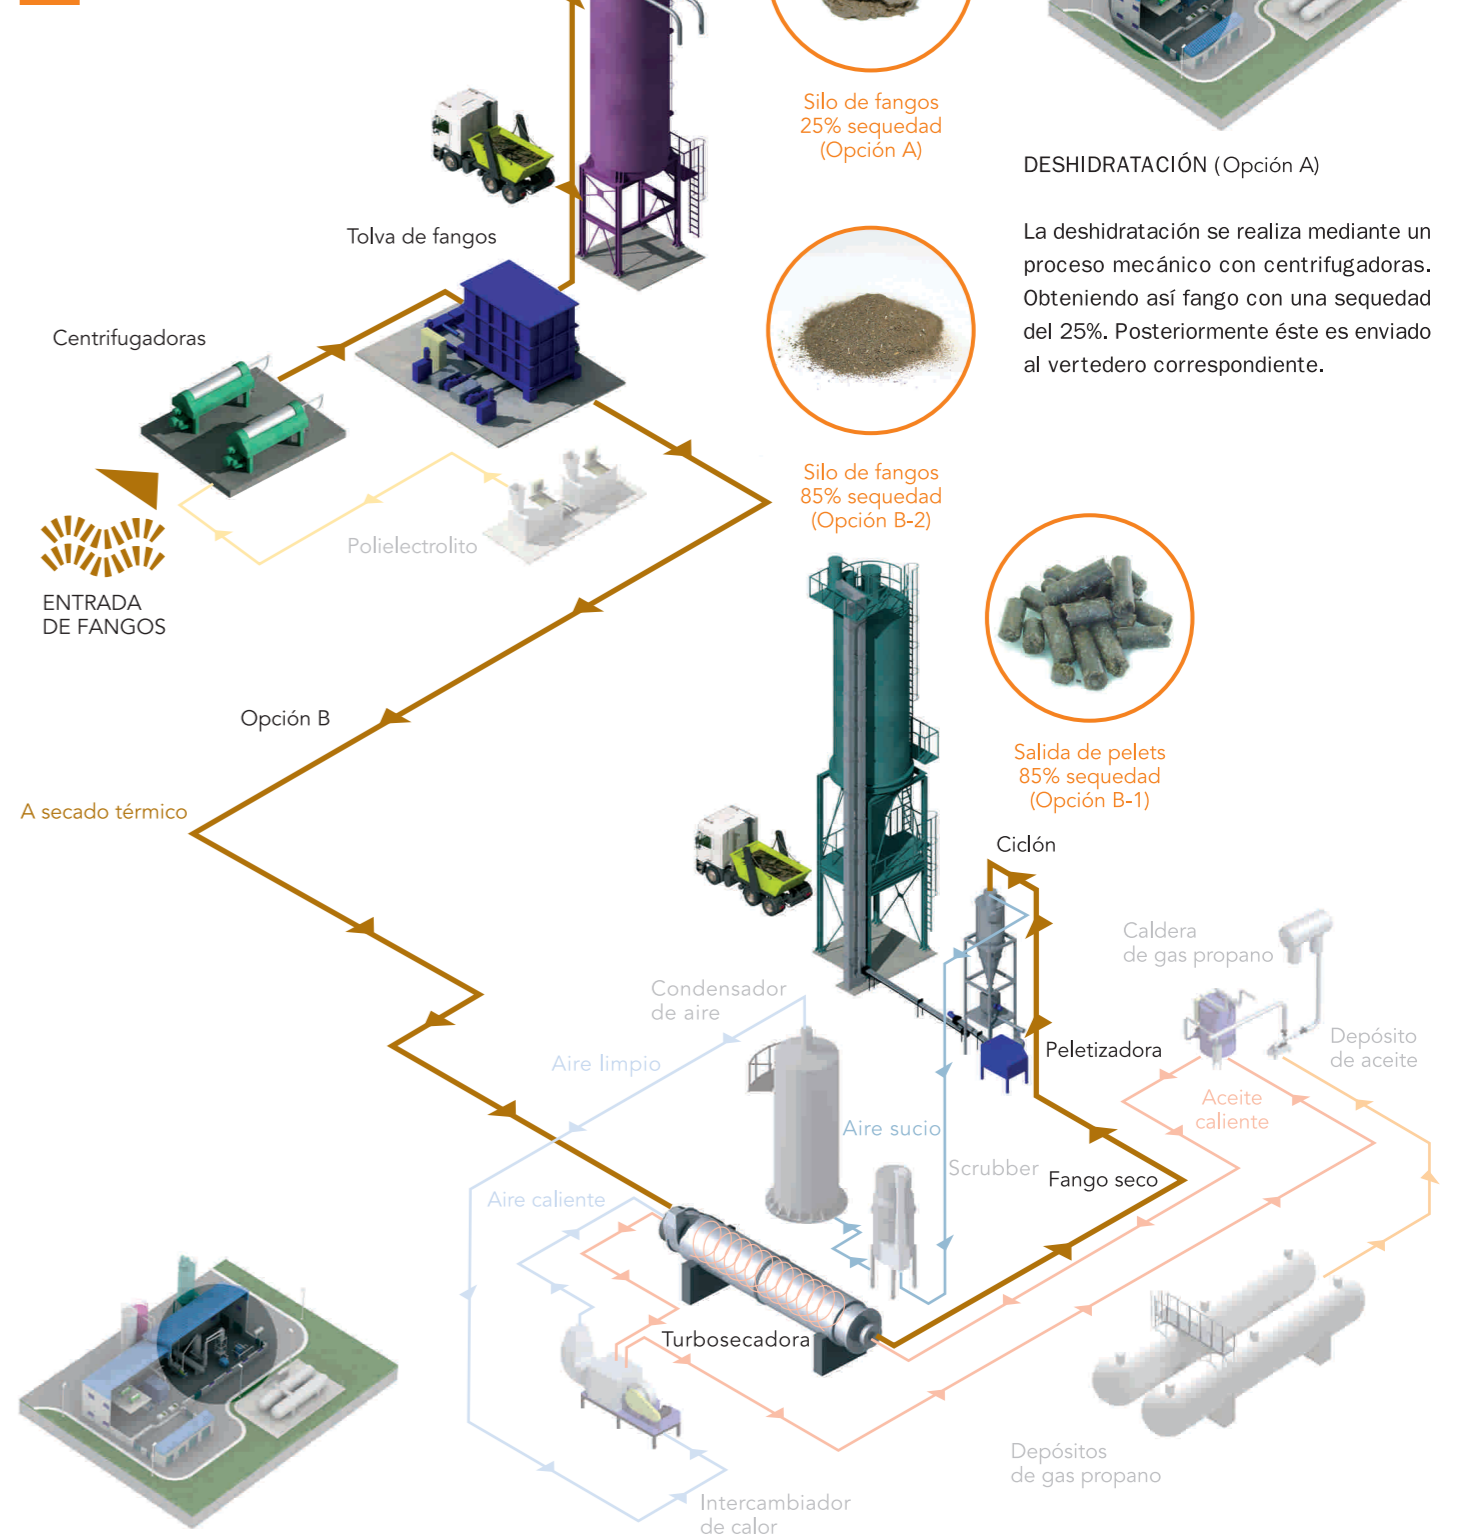 Silo de fangos
25% sequedad
(Opción A)
DESHIDRATACIÓN (Opción A)
La deshidratación se realiza mediante un
proceso mecánico con centrifugadoras.
Obteniendo así fango con una sequedad
del 25%. Posteriormente éste es enviado
al vertedero correspondiente.
Tolva de fangos
Centrifugadoras
Silo de fangos
85% sequedad
(Opción B-2)
Polielectrolito
ENTRADA
DE FANGOS
Opción B
A secado térmico
Salida de pelets
85% sequedad
(Opción B-1)
Ciclón
Caldera
de gas propano
Condensador
de aire
Depósito
de aceite
Peletizadora
Aire limpio
Aceite
caliente
Aire sucio
Scrubber
Fango seco
Aire caliente
Turbosecadora
Depósitos
de gas propano
Intercambiador
de calor